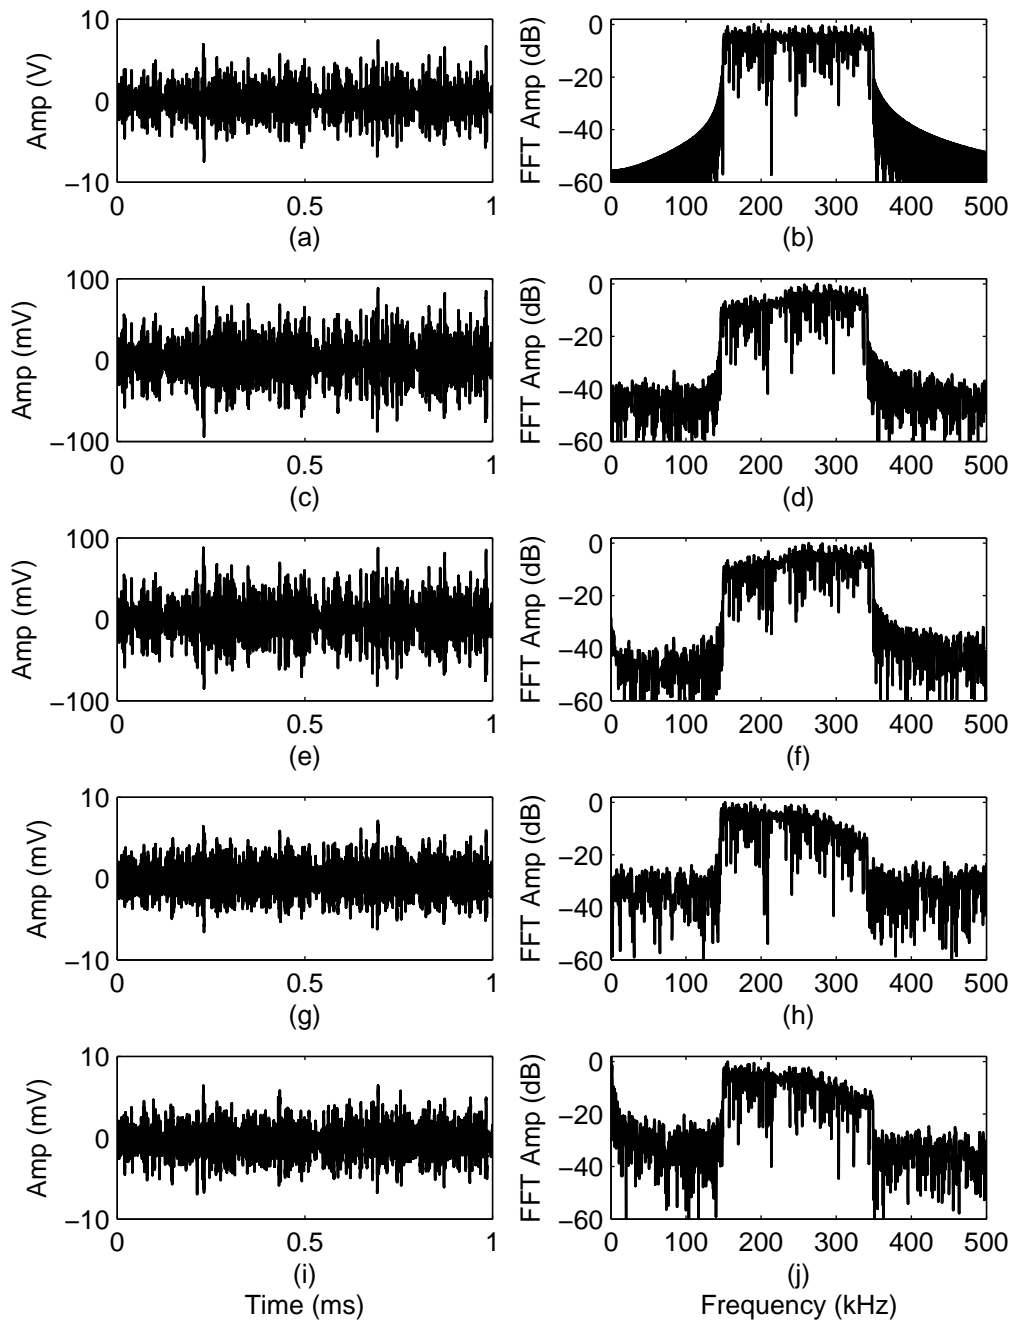 10
0
−10
Amp (V)
0 0.5 1
(a)
0
−20
−40
−60
FFT Amp (dB)
0 100 200 300 400 500
(b)
100
0
−100
Amp (mV)
0 0.5 1
(c)
0
−20
−40
−60
FFT Amp (dB)
0 100 200 300 400 500
(d)
100
0
−100
Amp (mV)
0 0.5 1
(e)
0
−20
−40
−60
FFT Amp (dB)
0 100 200 300 400 500
(f)
10
0
−10
Amp (mV)
0 0.5 1
(g)
0
−20
−40
−60
FFT Amp (dB)
0 100 200 300 400 500
(h)
10
0
−10
Amp (mV)
0 0.5 1
(i)
Time (ms)
0
−20
−40
−60
FFT Amp (dB)
0 100 200 300 400 500
(j)
Frequency (kHz)